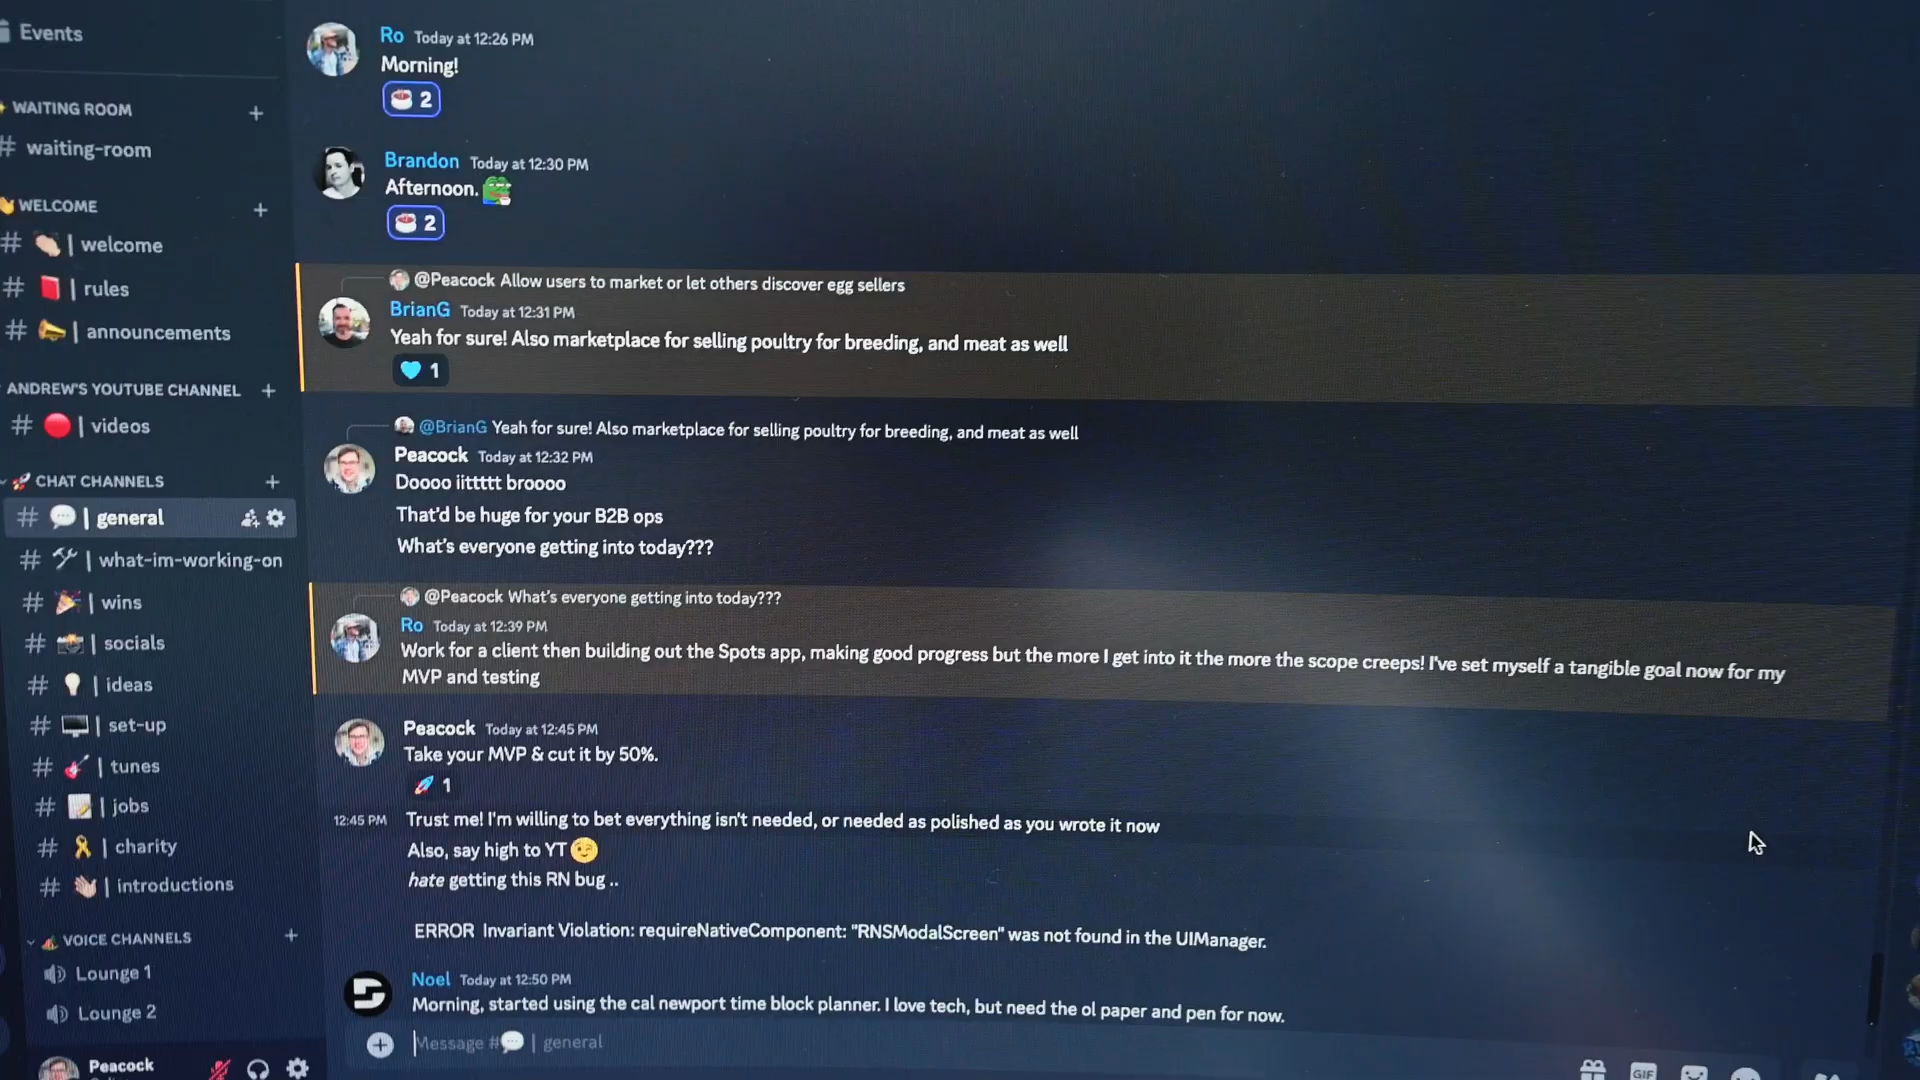 Events
WAITING ROOM
waiting-room
WELCOME
# | welcome
# | rules
# | announcements
ANDREW'S YOUTUBE CHANNEL
# | videos
CHAT CHANNELS
# | general
# | what-im-working-on
# | wins
# | socials
# | ideas
# | set-up
# | tunes
# | jobs
# | charity
# | introductions
VOICE CHANNELS
Lounge 1
Lounge 2
Peacock
Ro Today at 12:26 PM
Morning!
2
Brandon Today at 12:30 PM
Afternoon.
2
@Peacock Allow users to market or let others discover egg sellers
BrianG Today at 12:31 PM
Yeah for sure! Also marketplace for selling poultry for breeding, and meat as well
1
@BrianG Yeah for sure! Also marketplace for selling poultry for breeding, and meat as well
Peacock Today at 12:32 PM
Doooo iittttt broooo
That'd be huge for your B2B ops
What's everyone getting into today???
@Peacock What's everyone getting into today???
Ro Today at 12:39 PM
Work for a client then building out the Spots app, making good progress but the more I get into it the more the scope creeps! I've set myself a tangible goal now for my
MVP and testing
Peacock Today at 12:45 PM
Take your MVP & cut it by 50%.
1
12:45 PM Trust me! I'm willing to bet everything isn't needed, or needed as polished as you wrote it now
Also, say high to YT
hate getting this RN bug ..
ERROR Invariant Violation: requireNativeComponent: "RNSModalScreen" was not found in the UIManager.
Noel Today at 12:50 PM
Morning, started using the cal newport time block planner. I love tech, but need the ol paper and pen for now.
Message # | general
GIF